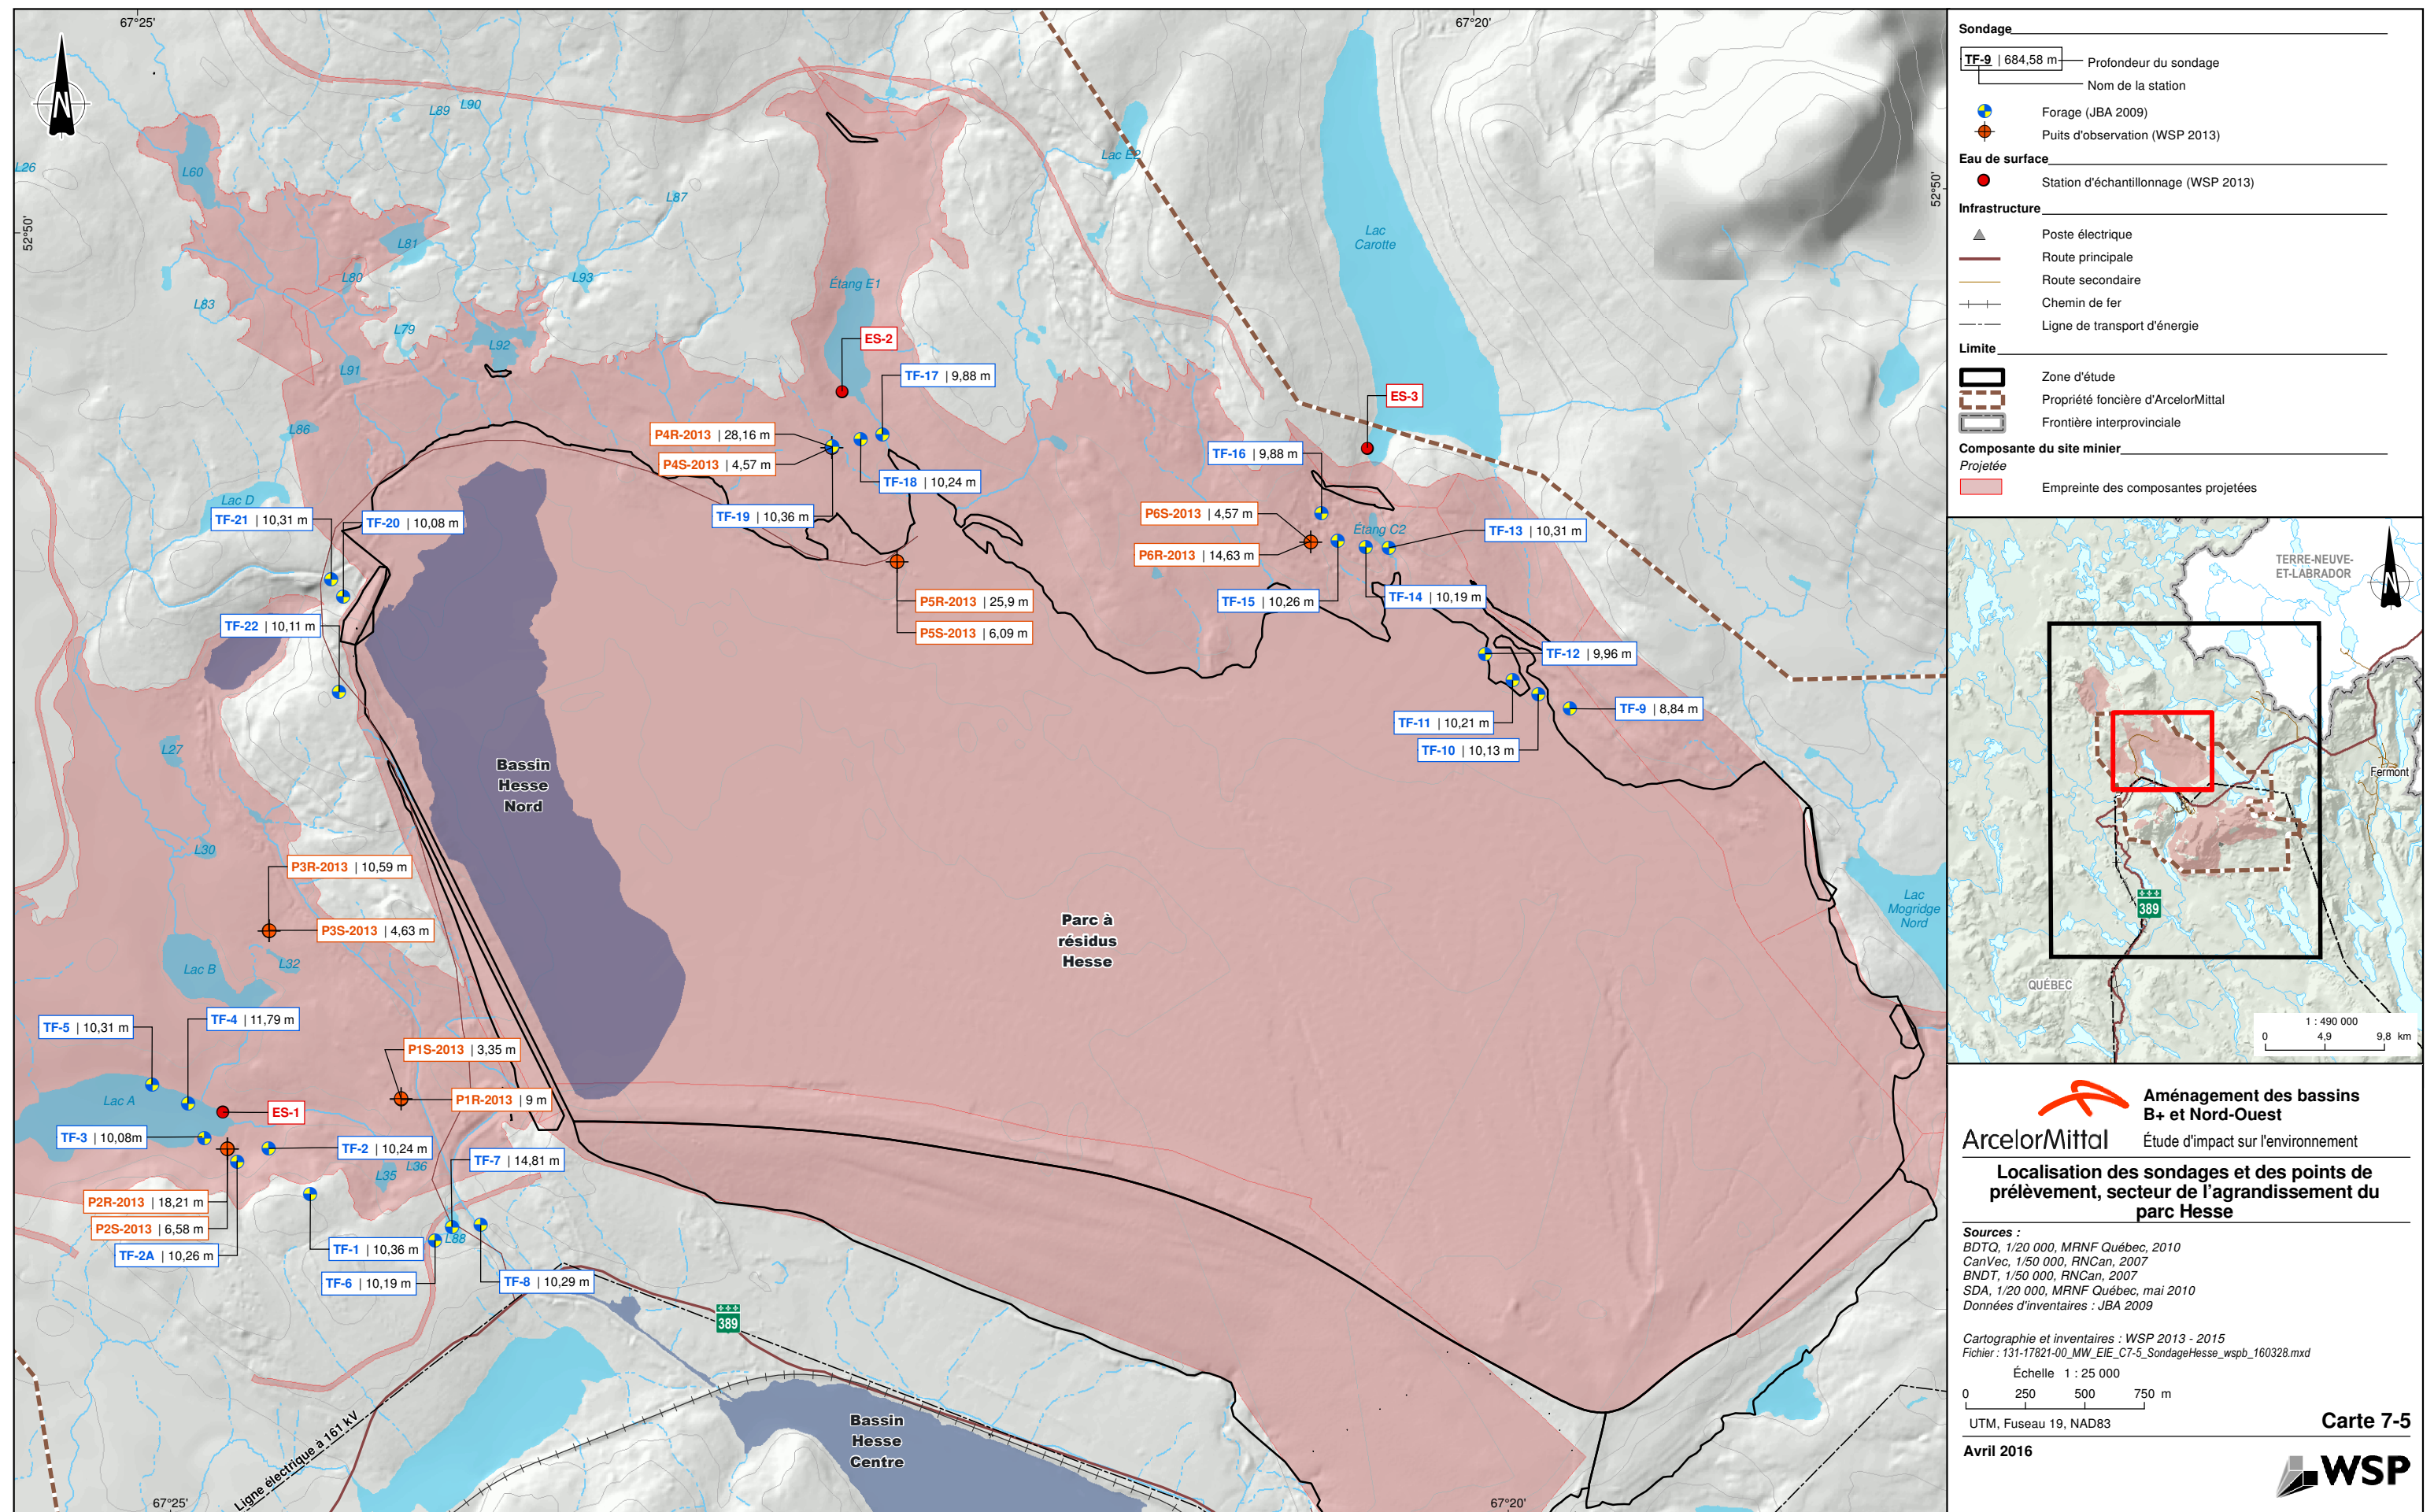 67°25'
67°20'
52°50'
52°50'
L89
L90
L26
L60
L87
L81
L80
L93
L83
L79
L92
L91
L86
Lac E2
Lac
Carotte
Étang E1
ES-2
TF-17 | 9,88 m
ES-3
P4R-2013 | 28,16 m
P4S-2013 | 4,57 m
TF-18 | 10,24 m
TF-19 | 10,36 m
TF-16 | 9,88 m
P6S-2013 | 4,57 m
P6R-2013 | 14,63 m
Étang C2
TF-13 | 10,31 m
Lac D
TF-21 | 10,31 m
TF-20 | 10,08 m
TF-22 | 10,11 m
P5R-2013 | 25,9 m
P5S-2013 | 6,09 m
TF-15 | 10,26 m
TF-14 | 10,19 m
TF-12 | 9,96 m
TF-11 | 10,21 m
TF-9 | 8,84 m
TF-10 | 10,13 m
L27
Bassin
Hesse
Nord
L30
P3R-2013 | 10,59 m
P3S-2013 | 4,63 m
Parc à
résidus
Hesse
Lac
Mogridge
Nord
Lac B
L32
TF-5 | 10,31 m
TF-4 | 11,79 m
P1S-2013 | 3,35 m
P1R-2013 | 9 m
Lac A
ES-1
TF-3 | 10,08m
TF-2 | 10,24 m
TF-7 | 14,81 m
L35
L36
P2R-2013 | 18,21 m
P2S-2013 | 6,58 m
TF-2A | 10,26 m
TF-1 | 10,36 m
L88
TF-6 | 10,19 m
TF-8 | 10,29 m
389
Bassin
Hesse
Centre
Ligne électrique à 161 kV
67°25'
67°20'
Sondage
TF-9 | 684,58 m
Profondeur du sondage
Nom de la station
Forage (JBA 2009)
Puits d'observation (WSP 2013)
Eau de surface
Station d'échantillonnage (WSP 2013)
Infrastructure
Poste électrique
Route principale
Route secondaire
Chemin de fer
Ligne de transport d'énergie
Limite
Zone d'étude
Propriété foncière d'ArcelorMittal
Frontière interprovinciale
Composante du site minier
Projetée
Empreinte des composantes projetées
TERRE-NEUVE-
ET-LABRADOR
Fermont
389
QUÉBEC
1 : 490 000
0 4,9 9,8 km
ArcelorMittal
Aménagement des bassins
B+ et Nord-Ouest
Étude d'impact sur l'environnement
Localisation des sondages et des points de
prélèvement, secteur de l'agrandissement du
parc Hesse
Sources :
BDTQ, 1/20 000, MRNF Québec, 2010
CanVec, 1/50 000, RNCan, 2007
BNDT, 1/50 000, RNCan, 2007
SDA, 1/20 000, MRNF Québec, mai 2010
Données d'inventaires : JBA 2009
Cartographie et inventaires : WSP 2013 - 2015
Fichier : 131-17821-00_MW_EIE_C7-5_SondageHesse_wspb_160328.mxd
Échelle 1 : 25 000
0 250 500 750 m
UTM, Fuseau 19, NAD83
Carte 7-5
Avril 2016
WSP